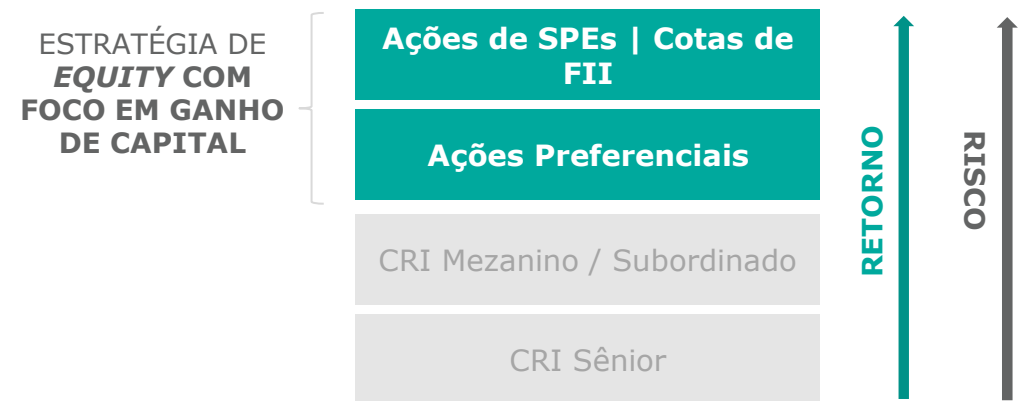 ESTRATÉGIA DE
EQUITY COM
FOCO EM GANHO
DE CAPITAL
Ações de SPEs | Cotas de
FII
Ações Preferenciais
CRI Mezanino / Subordinado
CRI Sênior
RETORNO
RISCO